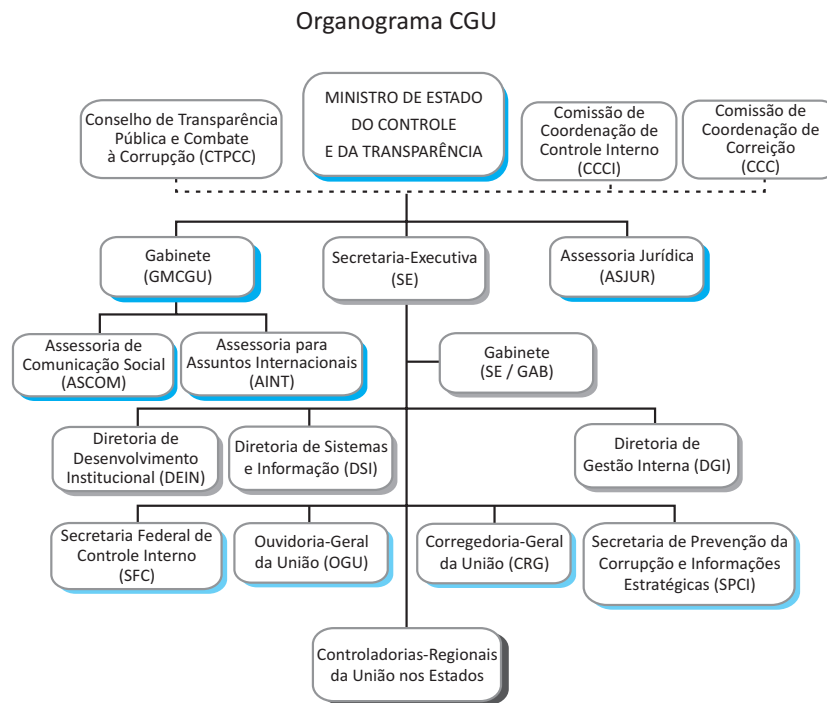 Organograma CGU
Conselho de Transparência
Pública e Combate
à Corrupção (CTPCC)
MINISTRO DE ESTADO
DO CONTROLE
E DA TRANSPARÊNCIA
Comissão de
Coordenação de
Controle Interno
(CCCI)
Comissão de
Coordenação de
Correição
(CCC)
Gabinete
(GMCGU)
Secretaria-Executiva
(SE)
Assessoria Jurídica
(ASJUR)
Assessoria de
Comunicação Social
(ASCOM)
Assessoria para
Assuntos Internacionais
(AINT)
Gabinete
(SE / GAB)
Diretoria de
Desenvolvimento
Institucional (DEIN)
Diretoria de Sistemas
e Informação (DSI)
Diretoria de
Gestão Interna (DGI)
Secretaria Federal de
Controle Interno
(SFC)
Ouvidoria-Geral
da União (OGU)
Corregedoria-Geral
da União (CRG)
Secretaria de Prevenção da
Corrupção e Informações
Estratégicas (SPCI)
Controladorias-Regionais
da União nos Estados